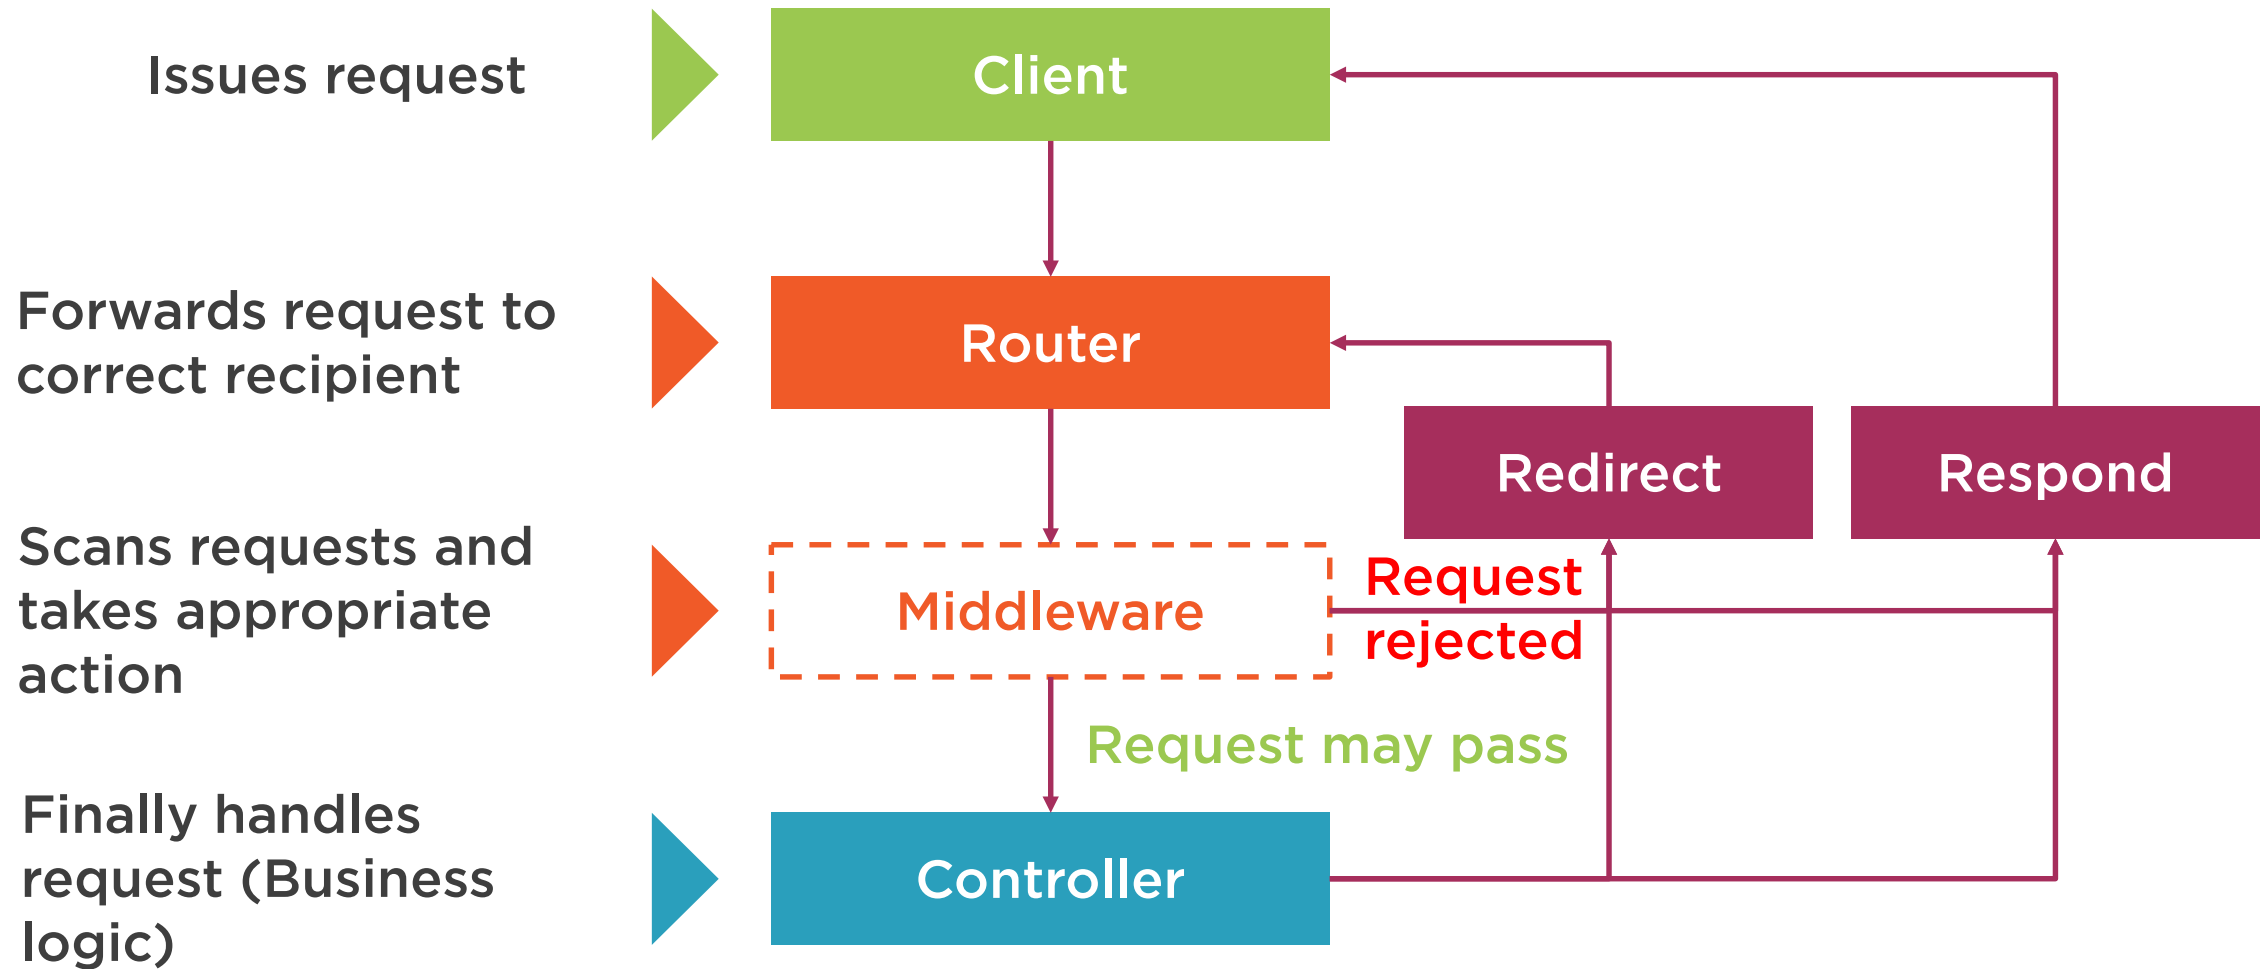 Issues request
Client
Forwards request to
correct recipient
Router
Redirect
Respond
Scans requests and
takes appropriate
action
Middleware
Request
rejected
Request may pass
Finally handles
request (Business
logic)
Controller